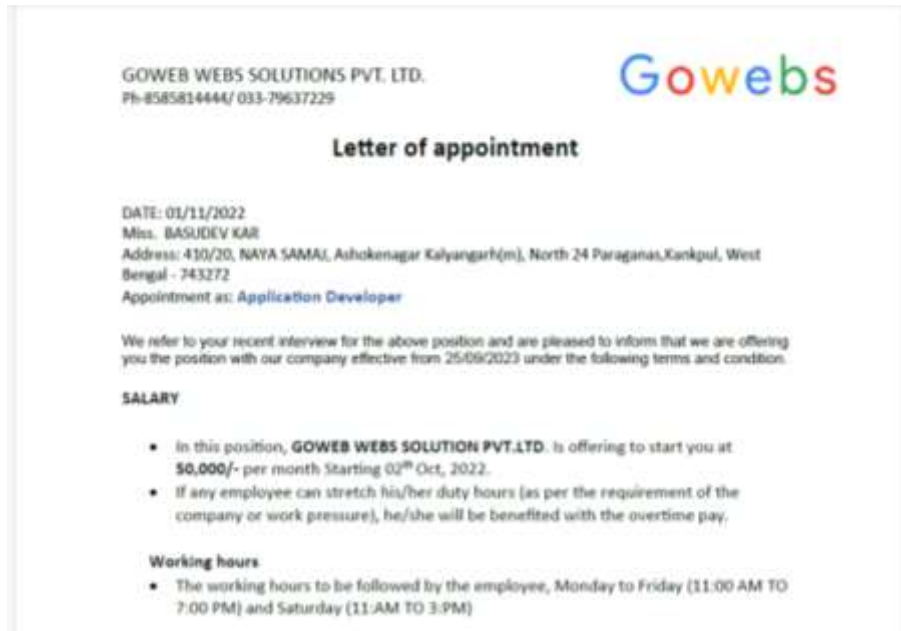 GOWEB WEBS SOLUTIONS PVT. LTD.
Gowebs
Ph-8585814444/ 033-79637229
Letter of appointment
DATE: 01/11/2022
Miss. BASUDEV KAR
Address: 410/20, NAYA SAMAJ, Ashokenagar Kalyangarh(m), North 24 Paraganas,Kankpul, West
Bengal - 743272
Appointment as: Application Developer
We refer to your recent interview for the above position and are pleased to inform that we are offering
you the position with our company effective from 25/09/2023 under the following terms and condition.
SALARY
• In this position, GOWEB WEBS SOLUTION PVT.LTD. Is offering to start you at
50,000/- per month Starting 02ᵗʰ Oct, 2022.
• If any employee can stretch his/her duty hours (as per the requirement of the
company or work pressure), he/she will be benefited with the overtime pay.
Working hours
• The working hours to be followed by the employee, Monday to Friday (11:00 AM TO
7:00 PM) and Saturday (11:AM TO 3:PM)